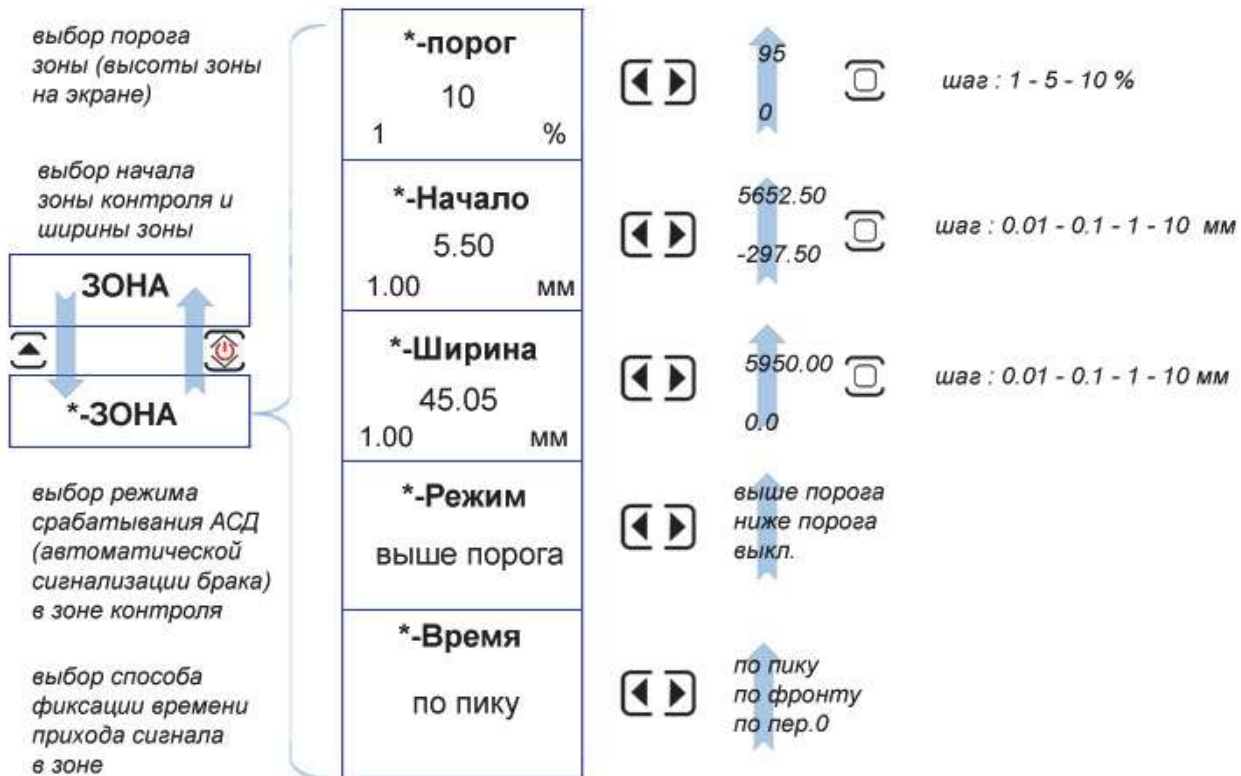 выбор порога
зоны (высоты зоны
на экране)
*-порог
10
1 %
95
0
шаг : 1 - 5 - 10 %
выбор начала
зоны контроля и
ширины зоны
*-Начало
5.50
1.00 мм
5652.50
-297.50
шаг : 0.01 - 0.1 - 1 - 10 мм
ЗОНА
*-ЗОНА
*-Ширина
45.05
1.00 мм
5950.00
0.0
шаг : 0.01 - 0.1 - 1 - 10 мм
выбор режима
срабатывания АСД
(автоматической
сигнализации брака)
в зоне контроля
*-Режим
выше порога
выше порога
ниже порога
выкл.
выбор способа
фиксации времени
прихода сигнала
в зоне
*-Время
по пику
по пику
по фронту
по пер.0